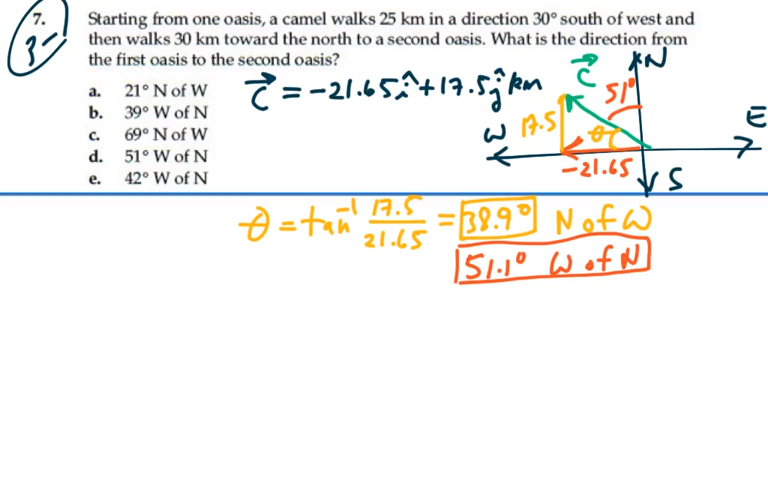 7.
3-
Starting from one oasis, a camel walks 25 km in a direction 30° south of west and
then walks 30 km toward the north to a second oasis. What is the direction from
the first oasis to the second oasis?
a. 21° N of W
b. 39° W of N
c. 69° N of W
d. 51° W of N
e. 42° W of N
C⃗ = -21.65î + 17.5ĵ km
N
C⃗
51°
E
W
17.5
θ
-21.65
S
θ = tan⁻¹ 17.5/21.65 = 38.9° N of W
51.1° W of N